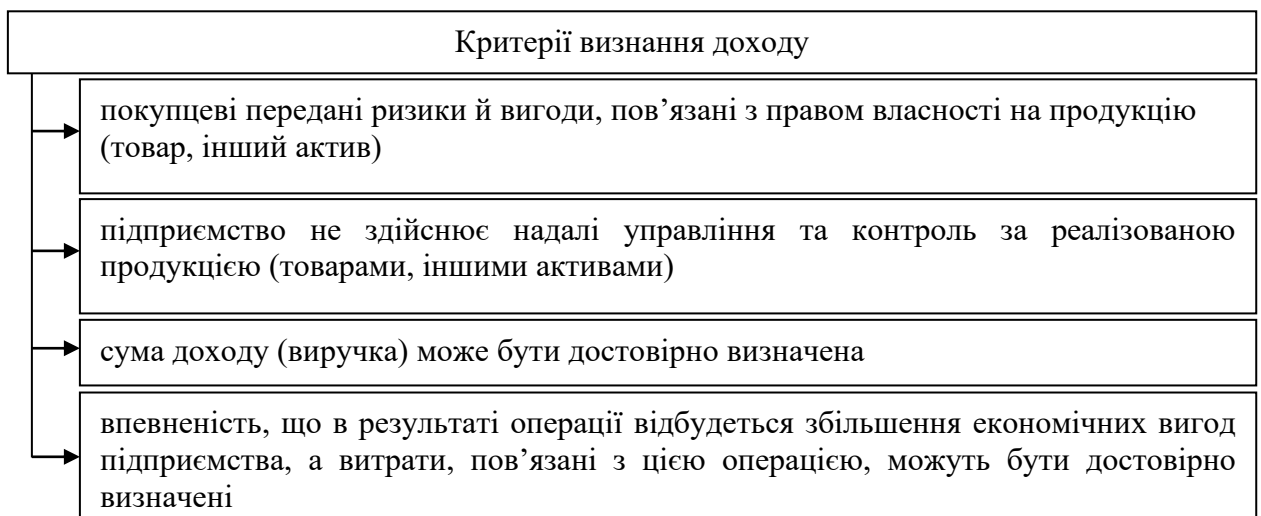 Критерії визнання доходу
покупцеві передані ризики й вигоди, пов’язані з правом власності на продукцію
(товар, інший актив)
підприємство не здійснює надалі управління та контроль за реалізованою
продукцією (товарами, іншими активами)
сума доходу (виручка) може бути достовірно визначена
впевненість, що в результаті операції відбудеться збільшення економічних вигод
підприємства, а витрати, пов’язані з цією операцією, можуть бути достовірно
визначені